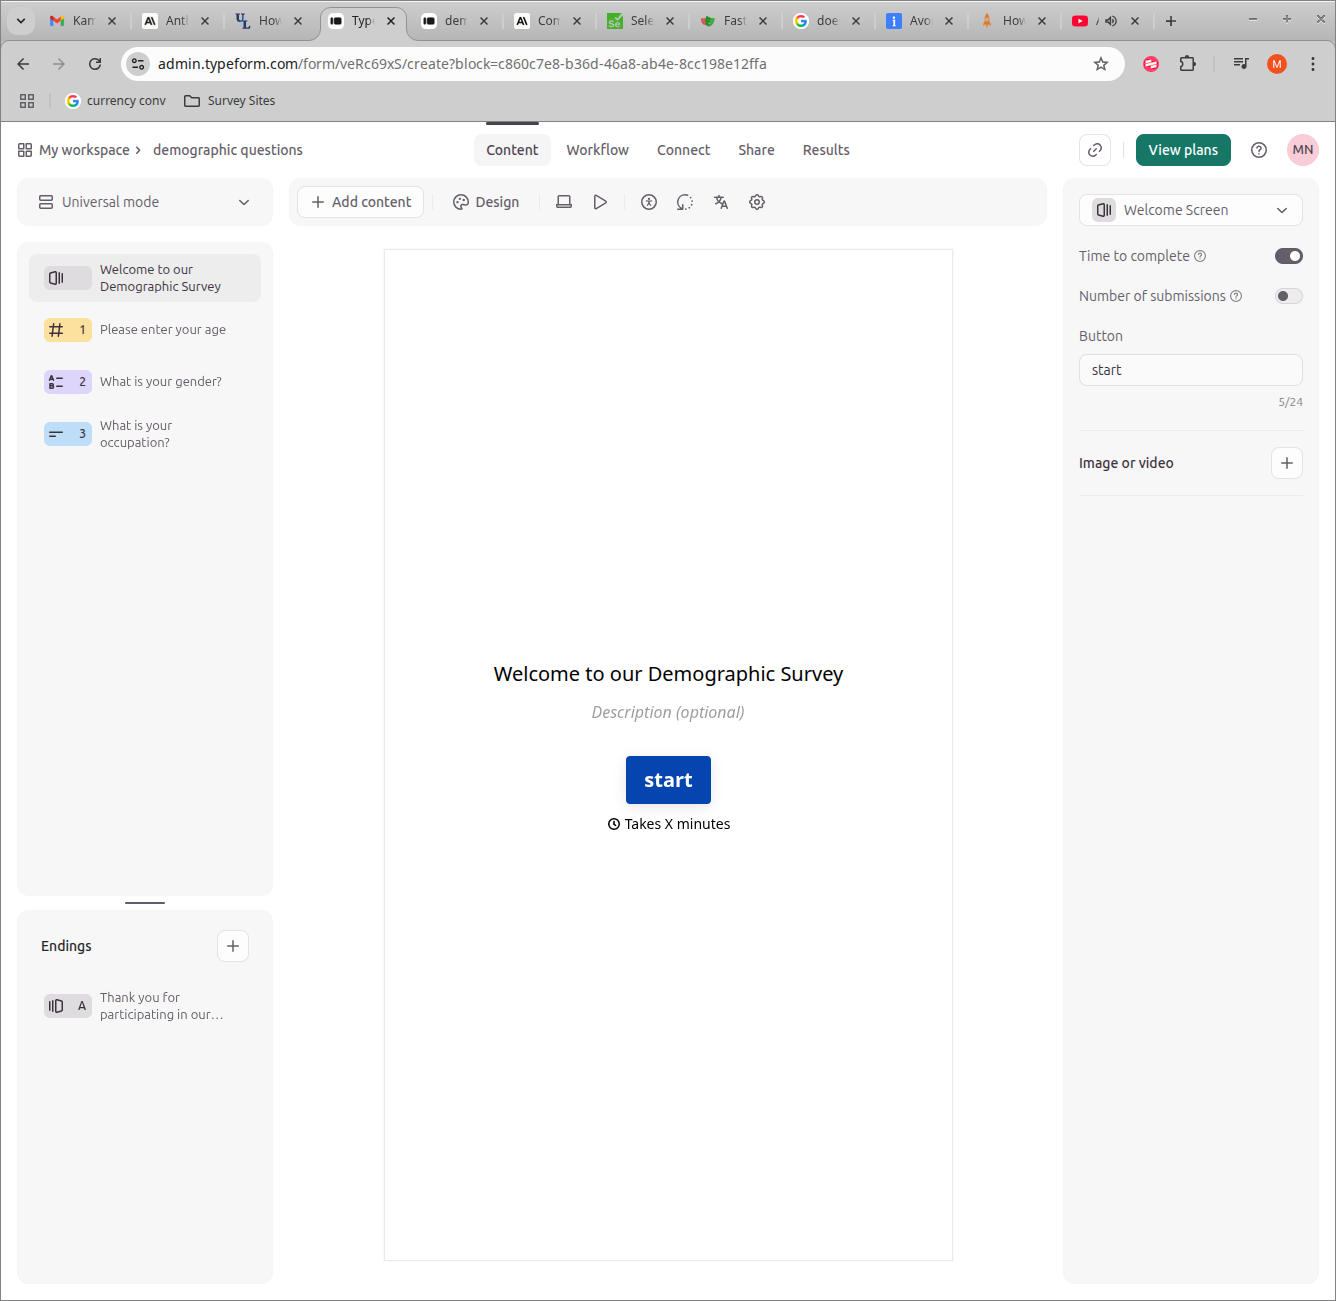 Kam
Antl
How
Type
dem
Con
Sele
Fast
doe
Avo
How
admin.typeform.com/form/veRc69xS/create?block=c860c7e8-b36d-46a8-ab4e-8cc198e12ffa
M
currency conv
Survey Sites
My workspace
demographic questions
Content
Workflow
Connect
Share
Results
View plans
MN
Universal mode
Add content
Design
Welcome Screen
Welcome to our
Demographic Survey
1 Please enter your age
2 What is your gender?
3 What is your
occupation?
Time to complete
Number of submissions
Button
start
5/24
Image or video
Welcome to our Demographic Survey
Description (optional)
start
Takes X minutes
Endings
A Thank you for
participating in our...